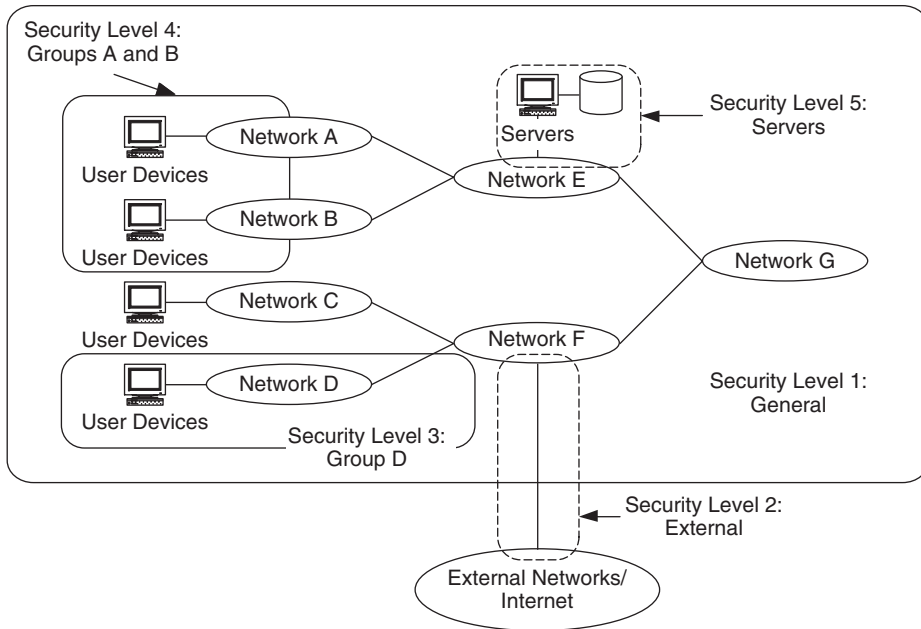 Security Level 4:
Groups A and B
Network A
User Devices
Network B
User Devices
Servers
Security Level 5:
Servers
Network E
Network G
Network C
User Devices
Network F
Network D
User Devices
Security Level 3:
Group D
Security Level 1:
General
Security Level 2:
External
External Networks/
Internet